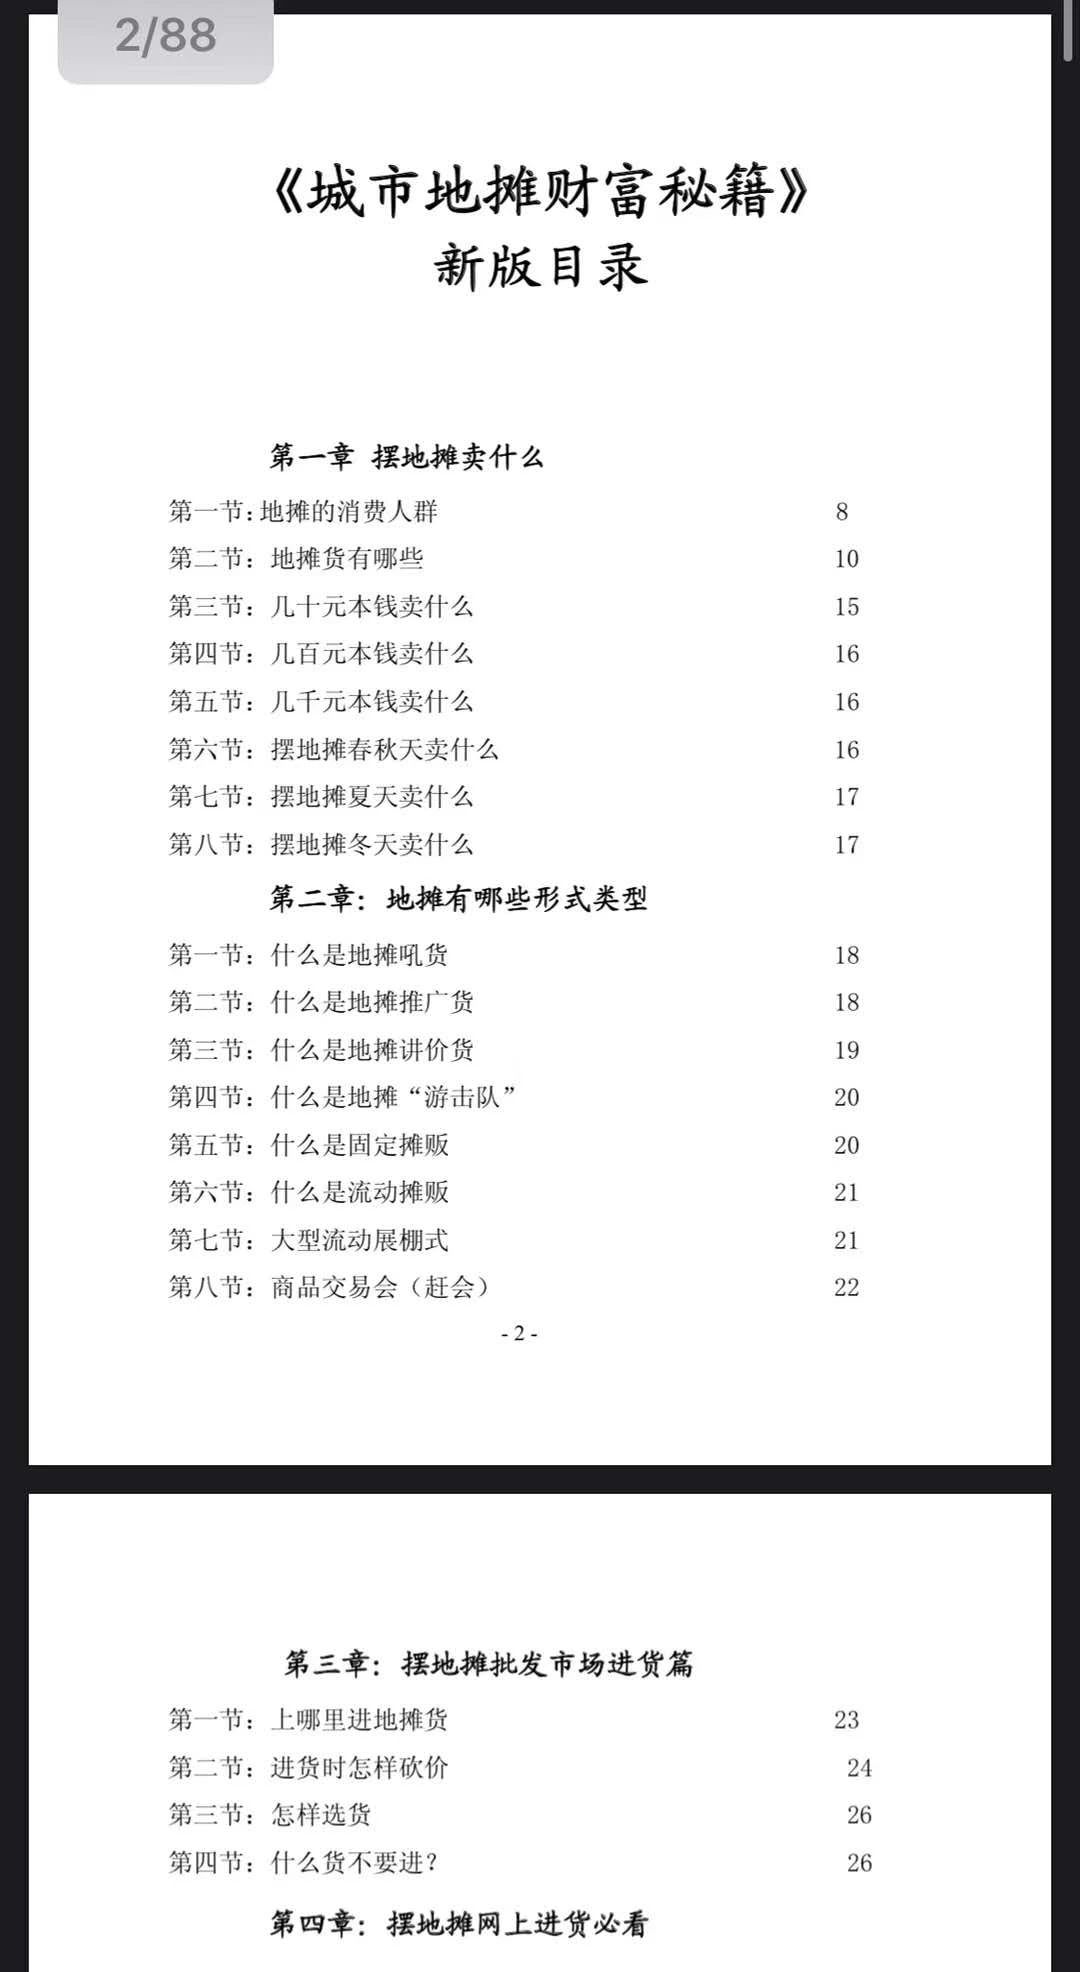 2/88
《城市地摊财富秘籍》
新版目录
第一章 摆地摊卖什么
第一节:地摊的消费人群 8
第二节：地摊货有哪些 10
第三节：几十元本钱卖什么 15
第四节：几百元本钱卖什么 16
第五节：几千元本钱卖什么 16
第六节：摆地摊春秋天卖什么 16
第七节：摆地摊夏天卖什么 17
第八节：摆地摊冬天卖什么 17
第二章：地摊有哪些形式类型
第一节：什么是地摊吼货 18
第二节：什么是地摊推广货 18
第三节：什么是地摊讲价货 19
第四节：什么是地摊“游击队” 20
第五节：什么是固定摊贩 20
第六节：什么是流动摊贩 21
第七节：大型流动展棚式 21
第八节：商品交易会（赶会） 22
- 2 -
第三章：摆地摊批发市场进货篇
第一节：上哪里进地摊货 23
第二节：进货时怎样砍价 24
第三节：怎样选货 26
第四节：什么货不要进？ 26
第四章：摆地摊网上进货必看